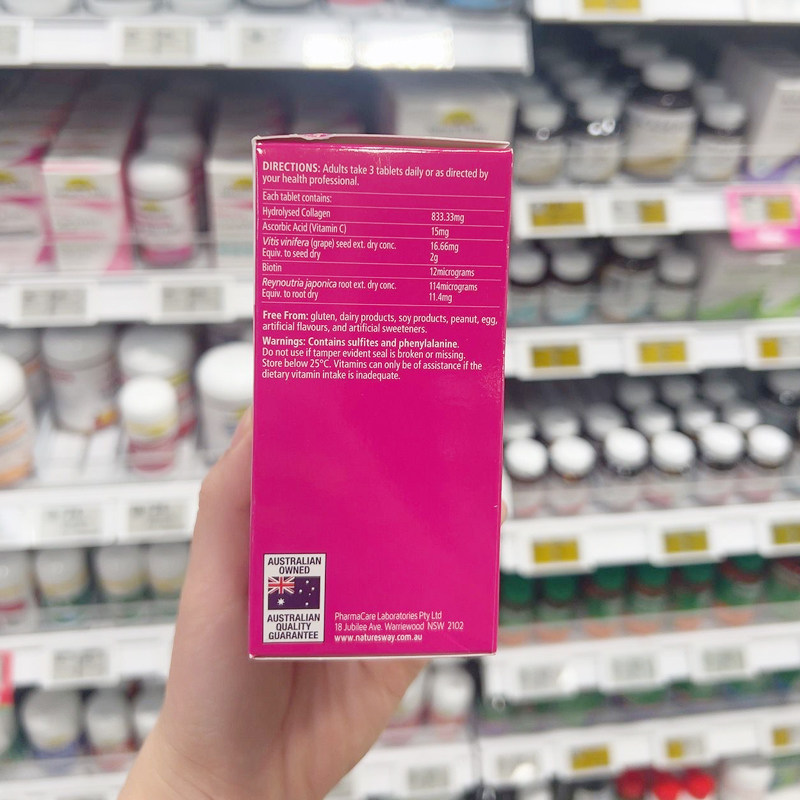 DIRECTIONS: Adults take 3 tablets daily or as directed by
your health professional.
Each tablet contains:
Hydrolysed Collagen 833.33mg
Ascorbic Acid (Vitamin C) 15mg
Vitis vinifera (grape) seed ext. dry conc. 16.66mg
Equiv. to seed dry 2g
Biotin 12micrograms
Reynoutria japonica root ext. dry conc. 114micrograms
Equiv. to root dry 11.4mg
Free From: gluten, dairy products, soy products, peanut, egg,
artificial flavours, and artificial sweeteners.
Warnings: Contains sulfites and phenylalanine.
Do not use if tamper evident seal is broken or missing.
Store below 25°C. Vitamins can only be of assistance if the
dietary vitamin intake is inadequate.
AUSTRALIAN
OWNED
AUSTRALIAN
QUALITY
GUARANTEE
PharmaCare Laboratories Pty Ltd
18 Jubilee Ave. Warriewood NSW 2102
www.naturesway.com.au